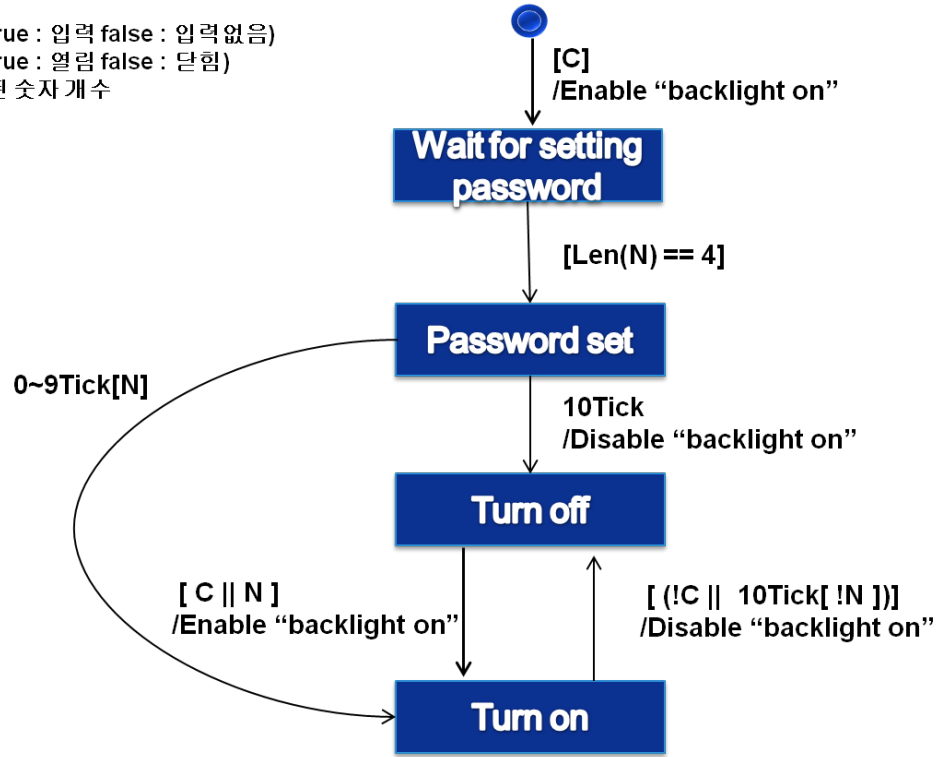 true : 입력 false : 입력없음)
true : 열림 false : 닫힘)
숫자 개수
[C]
/Enable “backlight on”
Wait for setting
password
[Len(N) == 4]
Password set
0~9Tick[N]
10Tick
/Disable “backlight on”
Turn off
[ C || N ]
/Enable “backlight on”
[ (!C || 10Tick[ !N ])]
/Disable “backlight on”
Turn on